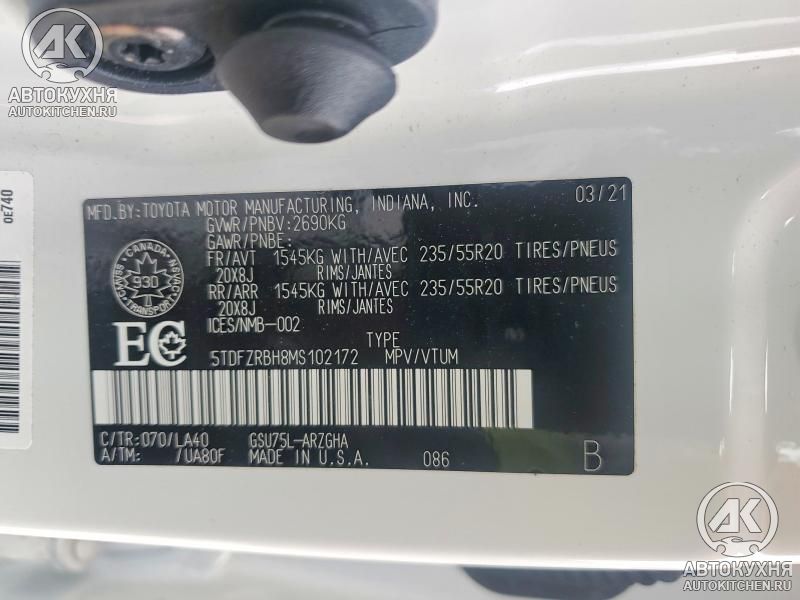 AK
АВТОКУХНЯ
AUTOKITCHEN.RU
0E740
MFD.BY:TOYOTA MOTOR MANUFACTURING, INDIANA, INC. 03/21
GVWR/PNBV:2690KG
GAWR/PNBE:
FR/AVT 1545KG WITH/AVEC 235/55R20 TIRES/PNEUS
20X8J RIMS/JANTES
RR/ARR 1545KG WITH/AVEC 235/55R20 TIRES/PNEUS
20X8J RIMS/JANTES
ICES/NMB-002
CANADA
930
TRANSPORT
EC
TYPE
5TDFZRBH8MS102172 MPV/VTUM
C/TR:070/LA40 GSU75L-ARZGHA
A/TM: /UA80F MADE IN U.S.A. 086 B
AK
АВТОКУХНЯ
AUTOKITCHEN.RU